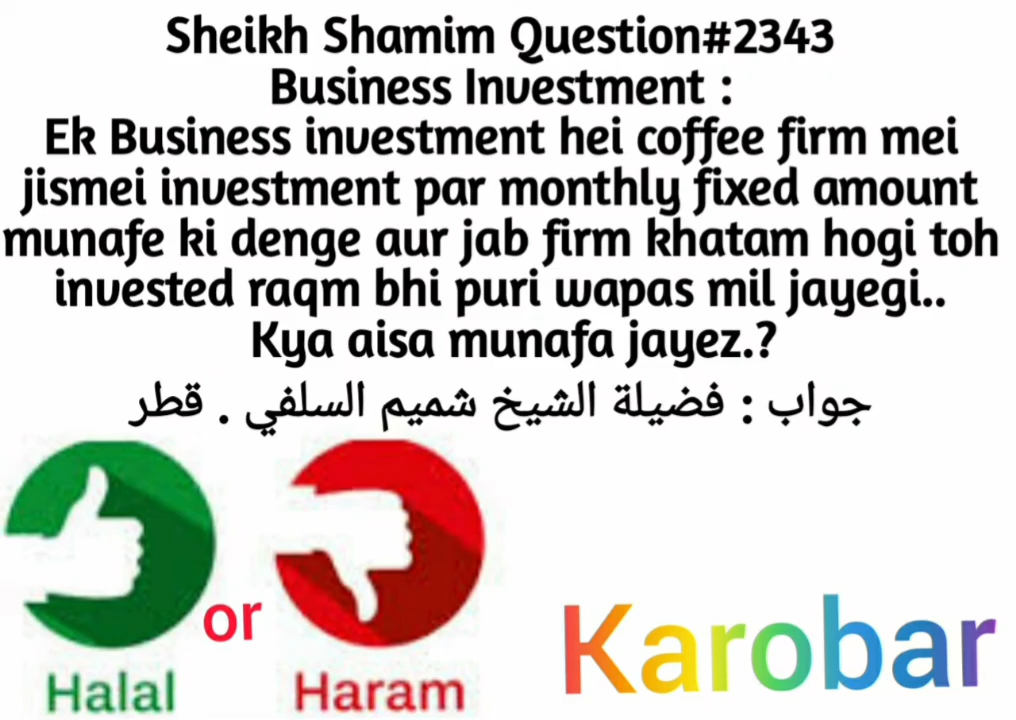 Sheikh Shamim Question#2343
Business Investment :
Ek Business investment hei coffee firm mei
jismei investment par monthly fixed amount
munafe ki denge aur jab firm khatam hogi toh
invested raqm bhi puri wapas mil jayegi..
Kya aisa munafa jayez.?
جواب : فضيلة الشيخ شميم السلفي . قطر
or
Halal
Haram
Karobar